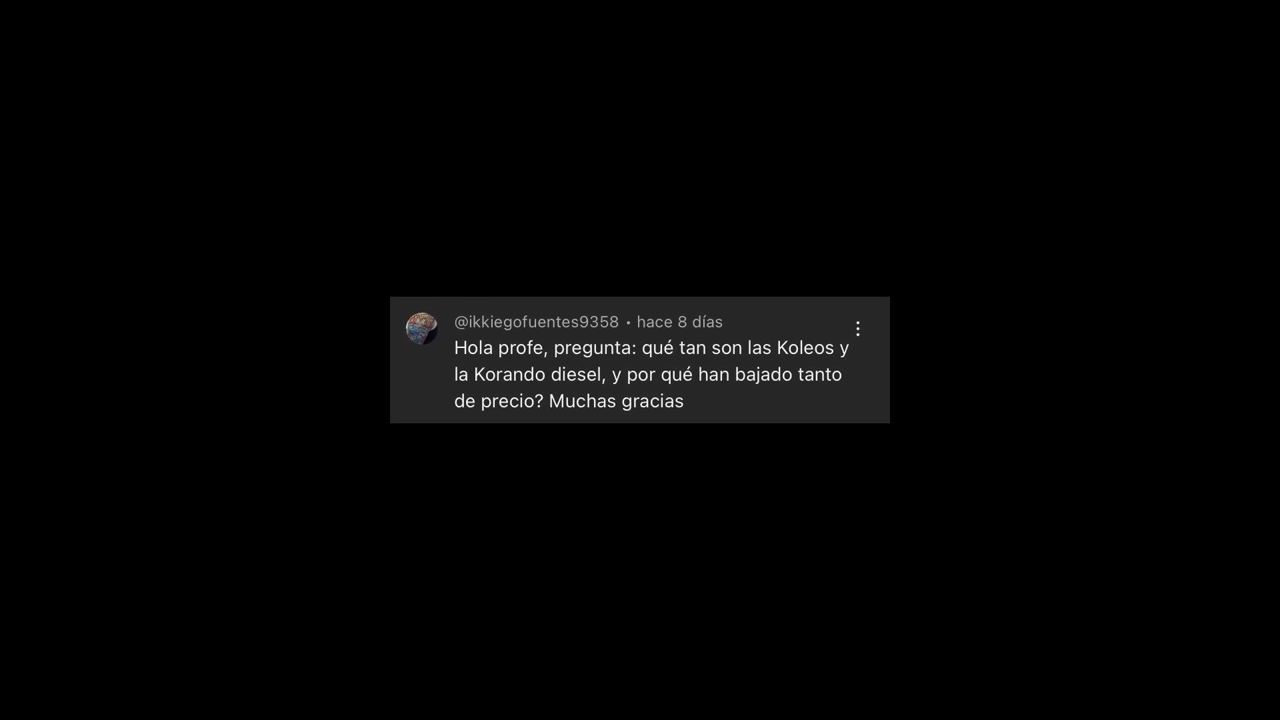 @ikkiegofuentes9358 • hace 8 días
Hola profe, pregunta: qué tan son las Koleos y
la Korando diesel, y por qué han bajado tanto
de precio? Muchas gracias